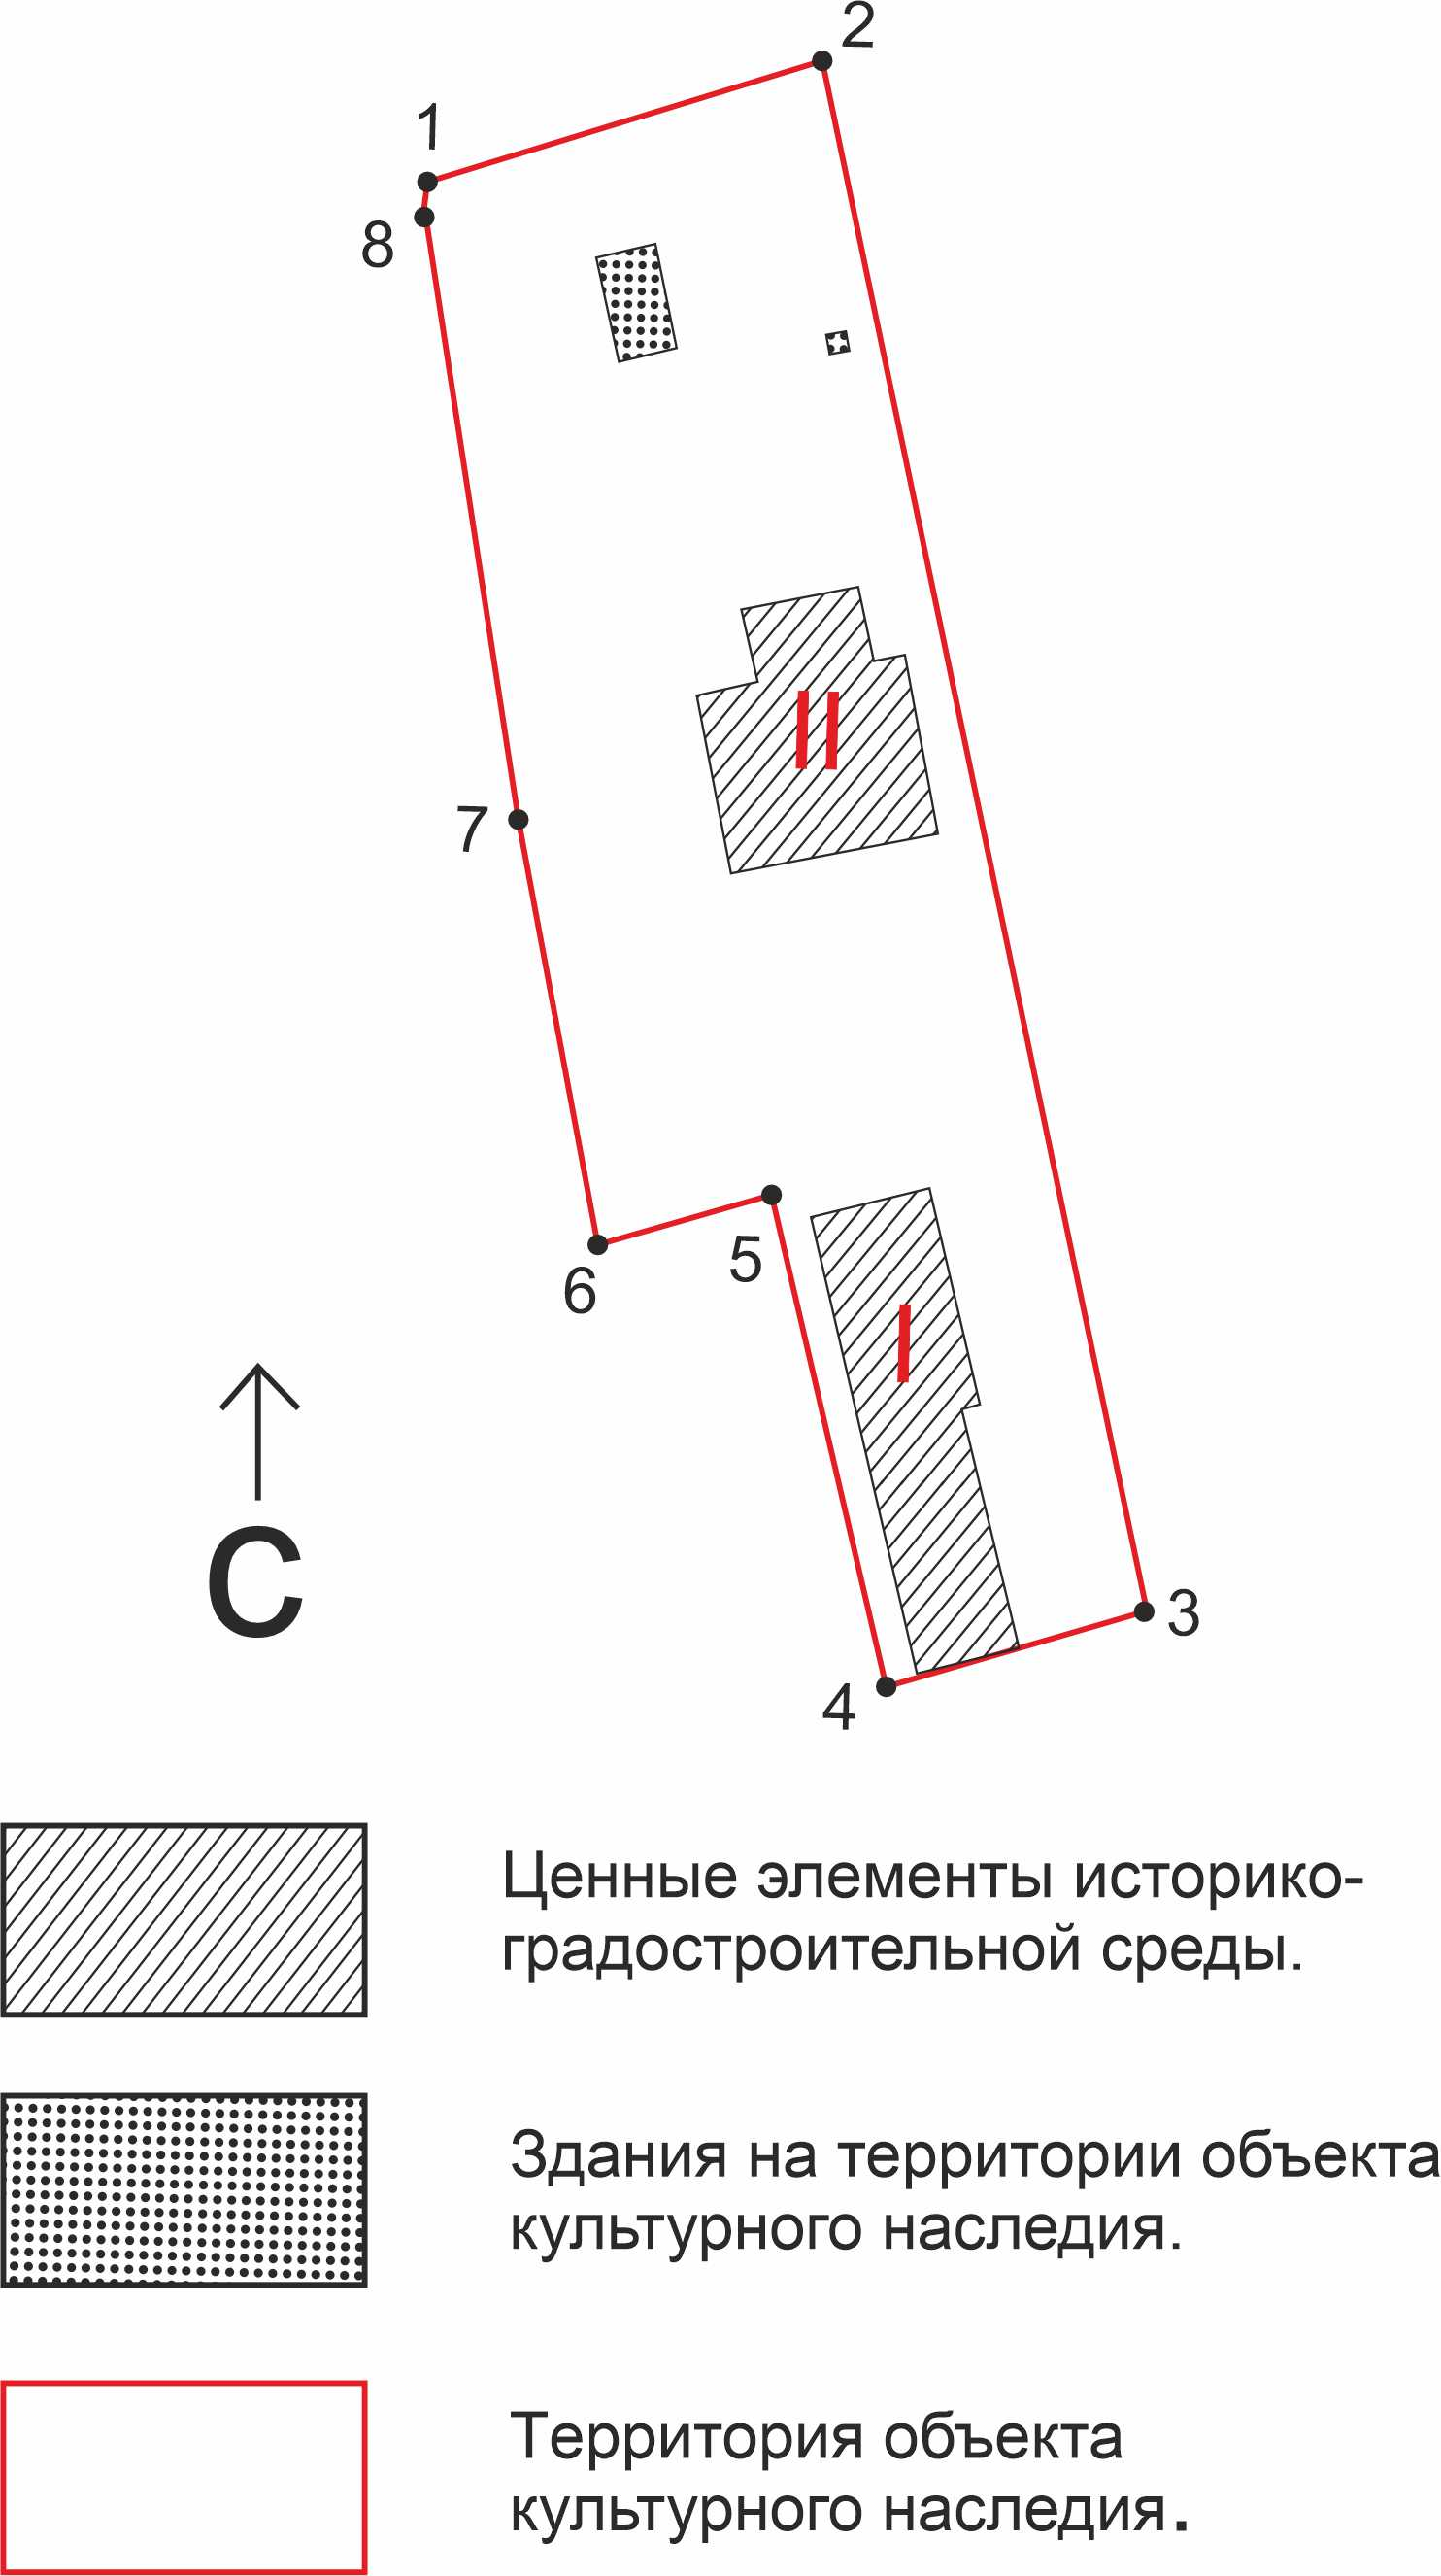 2
1
8
II
7
5
6
I
С
3
4
Ценные элементы историко-
градостроительной среды.
Здания на территории объекта
культурного наследия.
Территория объекта
культурного наследия.